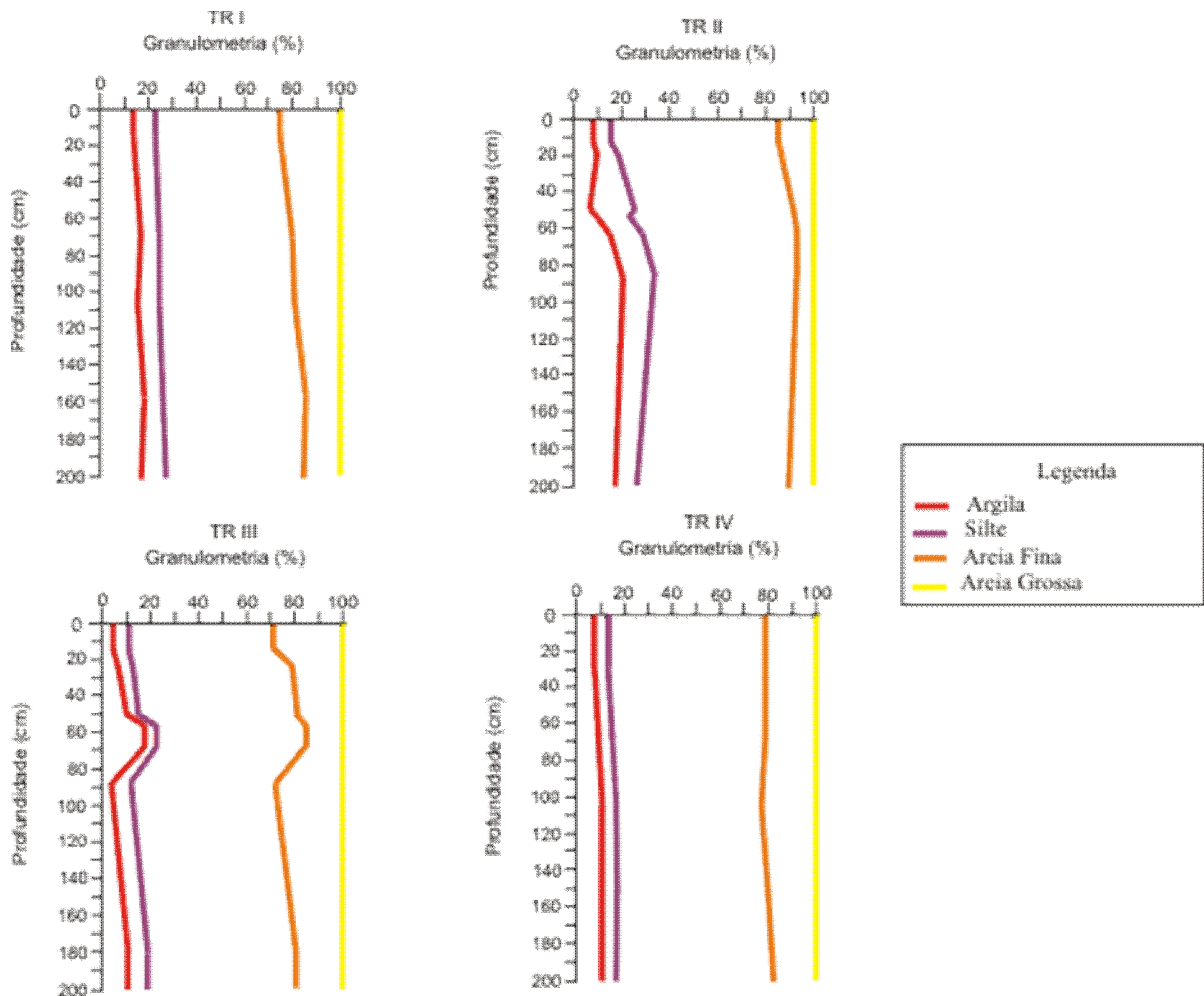 TR I
Granulometria (%)
0 20 40 60 80 100
Profundidade (cm)
0
20
40
60
80
100
120
140
160
180
200
TR II
Granulometria (%)
0 20 40 60 80 100
Profundidade (cm)
0
20
40
60
80
100
120
140
160
180
200
TR III
Granulometria (%)
0 20 40 60 80 100
Profundidade (cm)
0
20
40
60
80
100
120
140
160
180
200
TR IV
Granulometria (%)
0 20 40 60 80 100
Profundidade (cm)
0
20
40
60
80
100
120
140
160
180
200
Legenda
Argila
Silte
Areia Fina
Areia Grossa